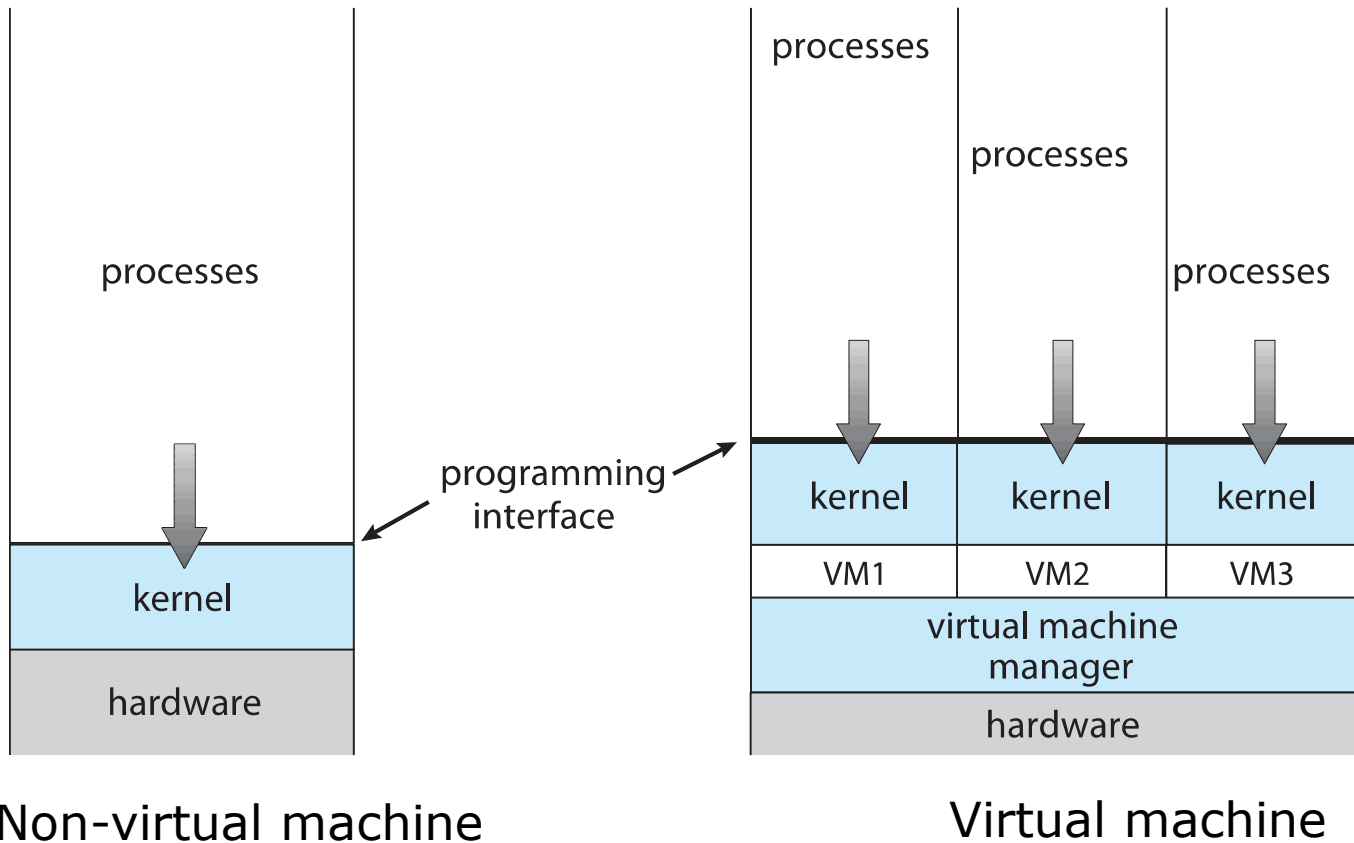 processes
kernel
hardware
programming
interface
processes
processes
processes
kernel kernel kernel
VM1 VM2 VM3
virtual machine
manager
hardware
Non-virtual machine
Virtual machine